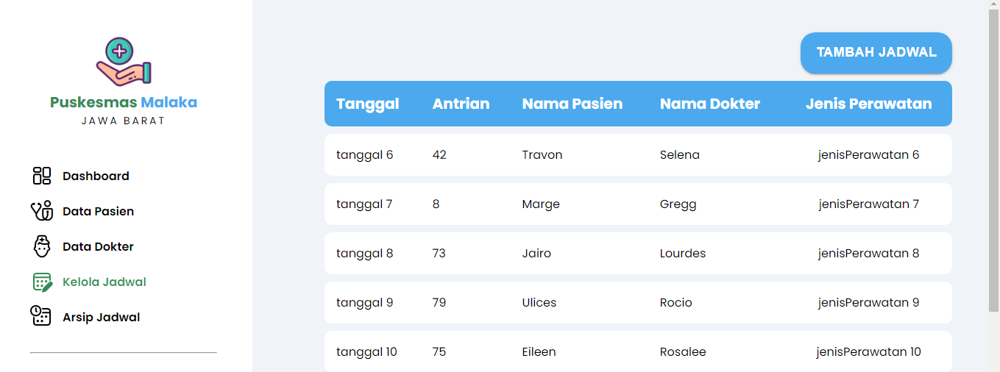 Puskesmas Malaka
JAWA BARAT
Dashboard
Data Pasien
Data Dokter
Kelola Jadwal
Arsip Jadwal
TAMBAH JADWAL
Tanggal Antrian Nama Pasien Nama Dokter Jenis Perawatan
tanggal 6 42 Travon Selena jenisPerawatan 6
tanggal 7 8 Marge Gregg jenisPerawatan 7
tanggal 8 73 Jairo Lourdes jenisPerawatan 8
tanggal 9 79 Ulices Rocio jenisPerawatan 9
tanggal 10 75 Eileen Rosalee jenisPerawatan 10